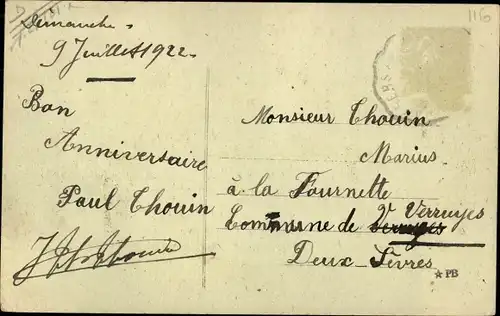 Dimanche
9 Juillet 1922
Bon
Anniversaire
Paul Thouin
Monsieur Thouin
Marius
à la Fournette
Commune de Verruyes
Deux-Sèvres
PB
116